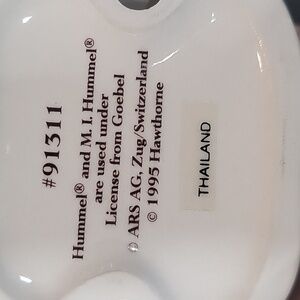 #91311
Hummel® and M. I. Hummel®
are used under
License from Goebel
ARS AG, Zug/Switzerland
© 1995 Hawthorne
THAILAND